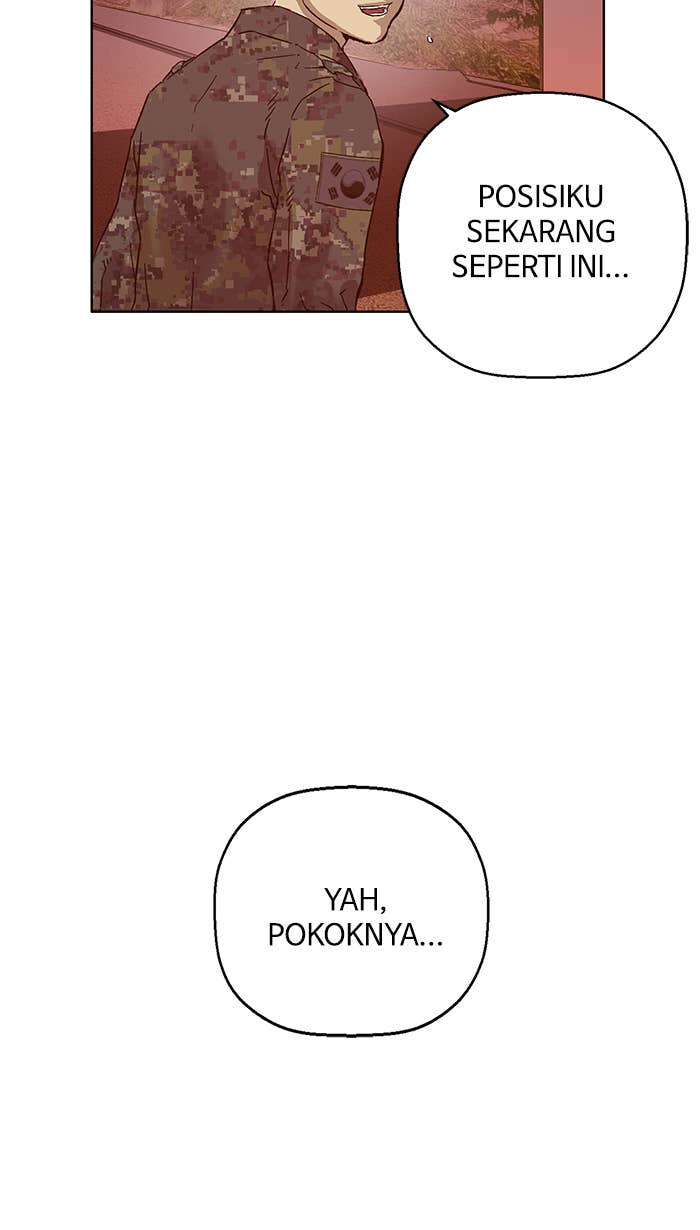 POSISIKU
SEKARANG
SEPERTI INI...
YAH,
POKOKNYA...